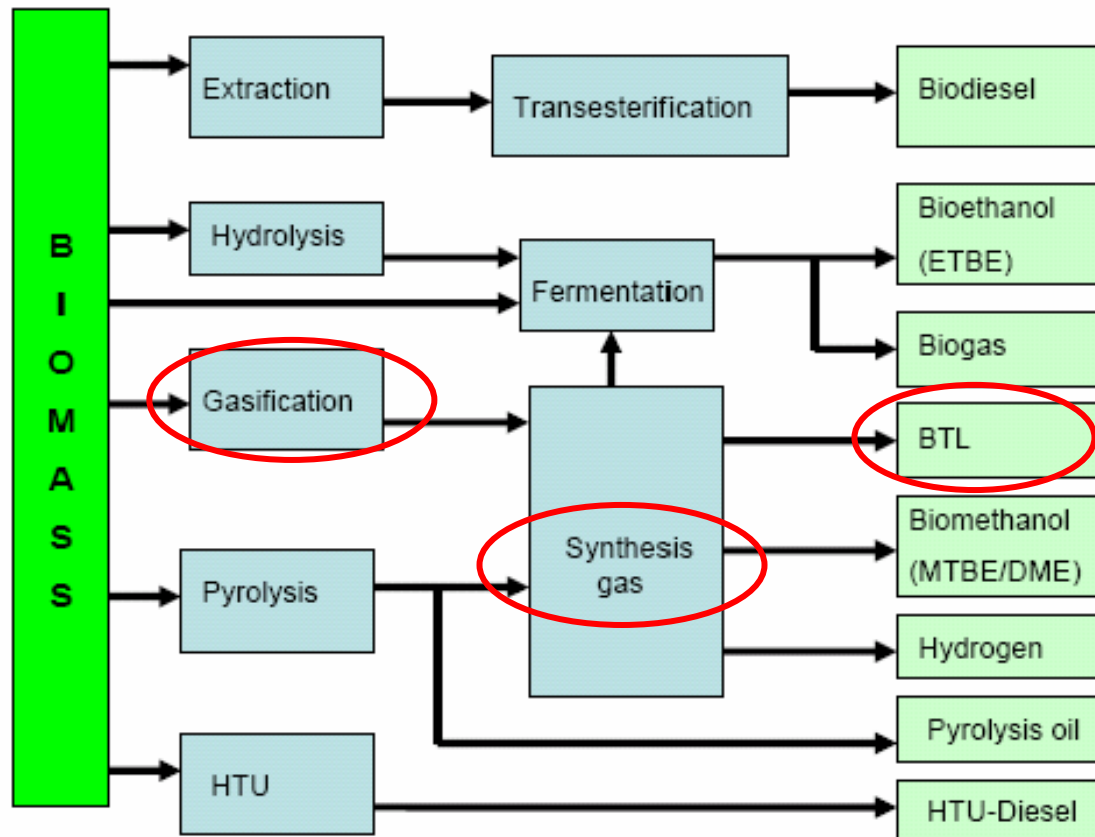 BIOMASS
Extraction
Transesterification
Biodiesel
Hydrolysis
Fermentation
Bioethanol
(ETBE)
Biogas
Gasification
BTL
Synthesis
gas
Biomethanol
(MTBE/DME)
Pyrolysis
Hydrogen
Pyrolysis oil
HTU
HTU-Diesel